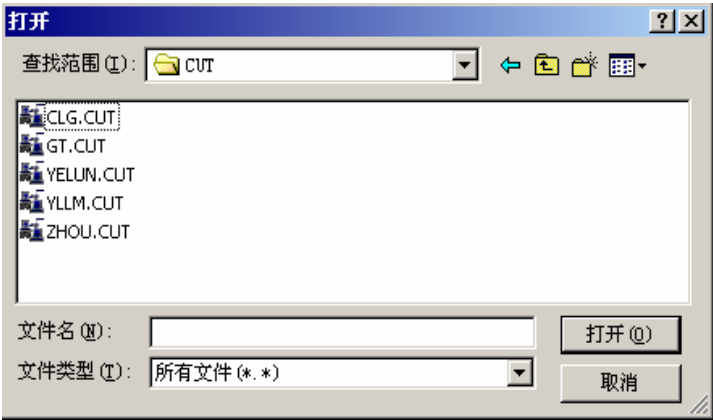 打开
查找范围(I): CUT
CLG.CUT
GT.CUT
YELUN.CUT
YLLM.CUT
ZHOU.CUT
文件名(N): 打开(O)
文件类型(T): 所有文件(*.*) 取消